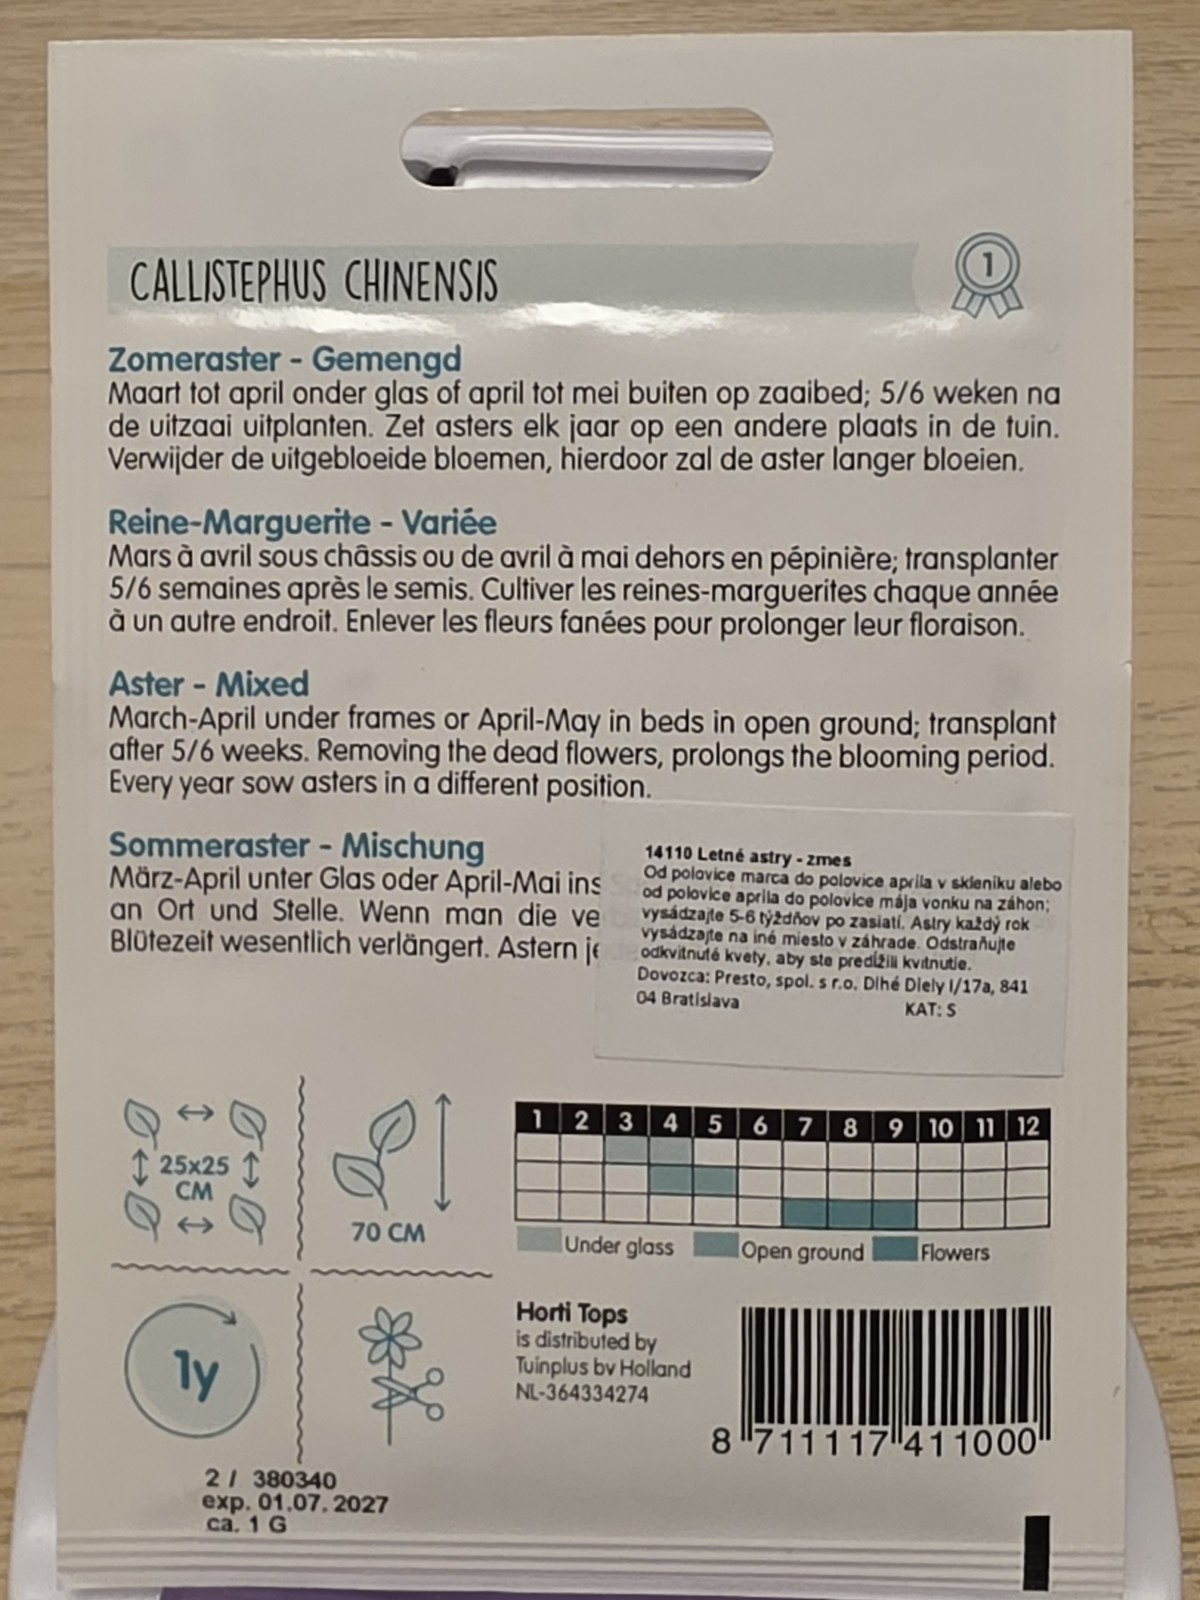 CALLISTEPHUS CHINENSIS
1
Zomeraster - Gemengd
Maart tot april onder glas of april tot mei buiten op zaaibed; 5/6 weken na
de uitzaai uitplanten. Zet asters elk jaar op een andere plaats in de tuin.
Verwijder de uitgebloeide bloemen, hierdoor zal de aster langer bloeien.
Reine-Marguerite - Variée
Mars à avril sous châssis ou de avril à mai dehors en pépinière; transplanter
5/6 semaines après le semis. Cultiver les reines-marguerites chaque année
à un autre endroit. Enlever les fleurs fanées pour prolonger leur floraison.
Aster - Mixed
March-April under frames or April-May in beds in open ground; transplant
after 5/6 weeks. Removing the dead flowers, prolongs the blooming period.
Every year sow asters in a different position.
Sommeraster - Mischung
März-April unter Glas oder April-Mai ins
an Ort und Stelle. Wenn man die ve
Blütezeit wesentlich verlängert. Astern je
14110 Letné astry - zmes
Od polovice marca do polovice apríla v skleníku alebo
od polovice apríla do polovice mája vonku na záhon;
vysádzajte 5-6 týždňov po zasiatí. Astry každý rok
vysádzajte na iné miesto v záhrade. Odstraňujte
odkvitnuté kvety, aby ste predĺžili kvitnutie.
Dovozca: Presto, spol. s r.o. Dlhé Diely I/17a, 841
04 Bratislava KAT: S
25x25
CM
70 CM
1 2 3 4 5 6 7 8 9 10 11 12
Under glass Open ground Flowers
1y
Horti Tops
is distributed by
Tuinplus bv Holland
NL-364334274
8 711117 411000
2 / 380340
exp. 01.07. 2027
ca. 1 G